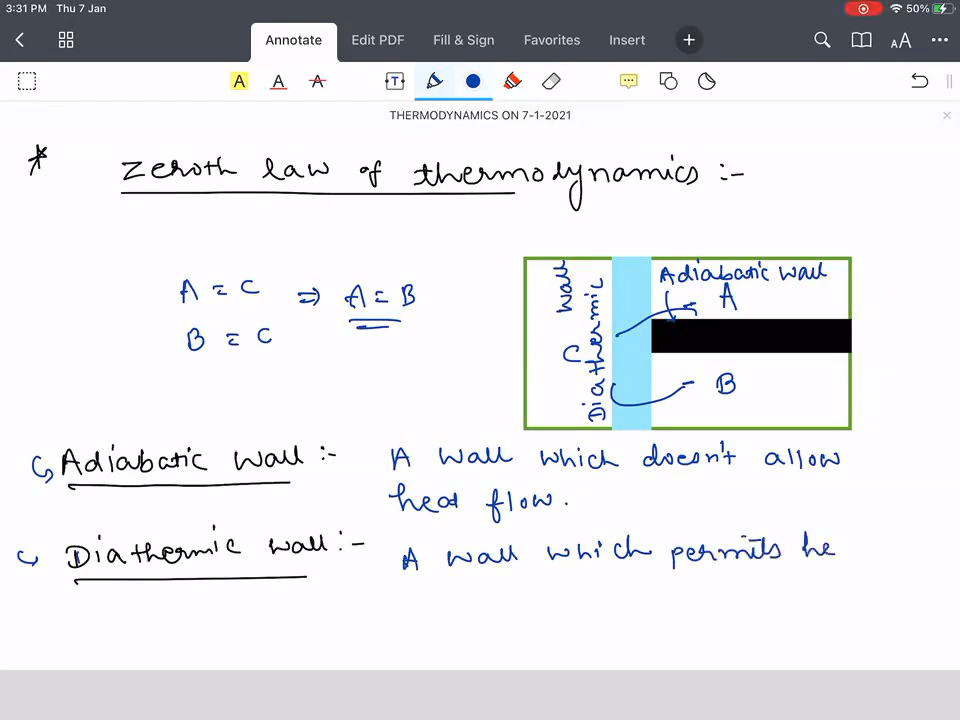 3:31 PM Thu 7 Jan
50%
Annotate Edit PDF Fill & Sign Favorites Insert
AA
A A A T
THERMODYNAMICS ON 7-1-2021
* Zeroth law of thermodynamics :-
A = C ⇒ A = B
B = C
Adiabatic wall
A
Diathermic wall
C
B
Adiabatic wall :- A wall which doesn't allow
heat flow.
Diathermic wall :- A wall which permits he